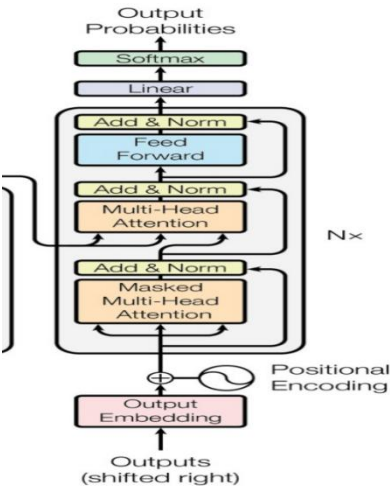 Output
Probabilities
Softmax
Linear
Add & Norm
Feed
Forward
Add & Norm
Multi-Head
Attention
Nx
Add & Norm
Masked
Multi-Head
Attention
Positional
Encoding
Output
Embedding
Outputs
(shifted right)